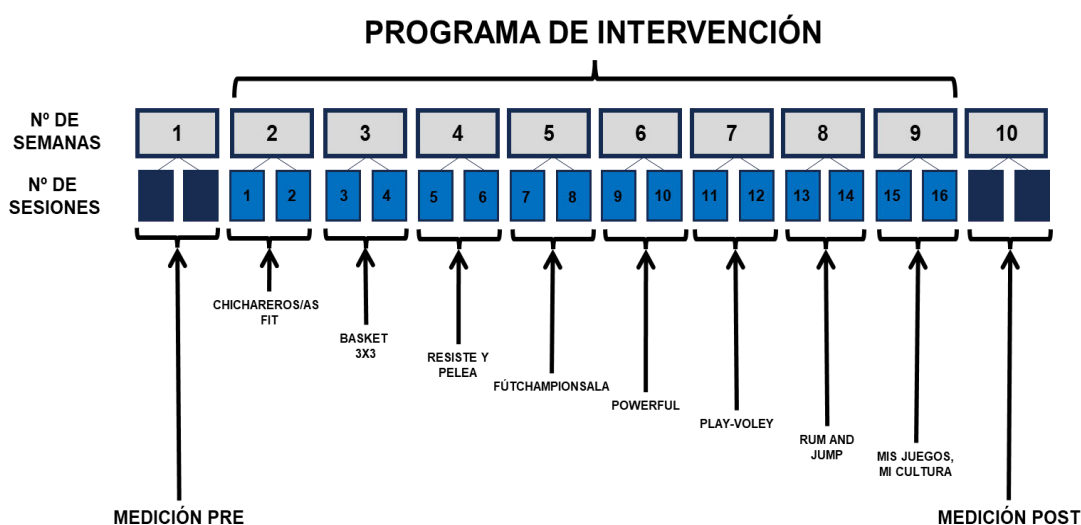 PROGRAMA DE INTERVENCIÓN
Nº DE
SEMANAS
1 2 3 4 5 6 7 8 9 10
Nº DE
SESIONES
1 2 3 4 5 6 7 8 9 10 11 12 13 14 15 16
CHICHAREROS/AS
FIT
BASKET
3X3
RESISTE Y
PELEA
FÚTCHAMPIONSALA
POWERFUL
PLAY-VOLEY
RUM AND
JUMP
MIS JUEGOS,
MI CULTURA
MEDICIÓN PRE
MEDICIÓN POST